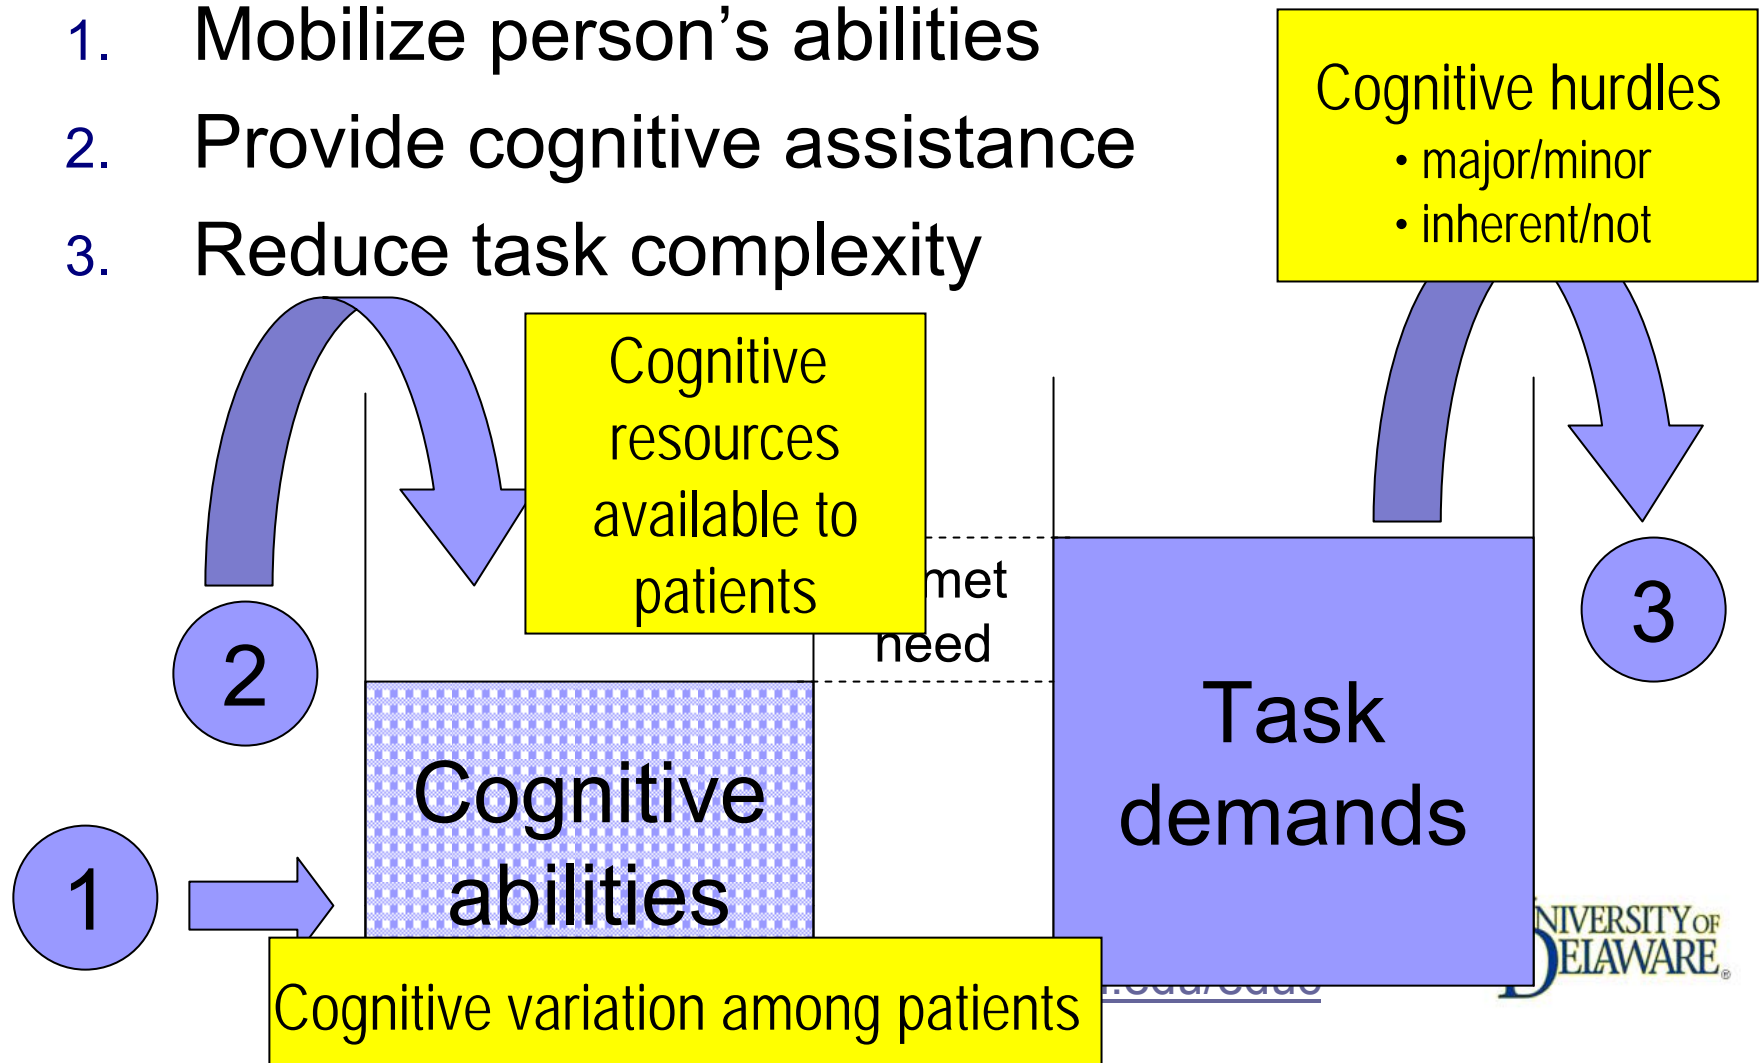 1. Mobilize person's abilities
2. Provide cognitive assistance
3. Reduce task complexity
Cognitive hurdles
• major/minor
• inherent/not
Cognitive
resources
available to
patients
met
need
2
3
Cognitive
abilities
Task
demands
1
UNIVERSITY OF
DELAWARE®
Cognitive variation among patients